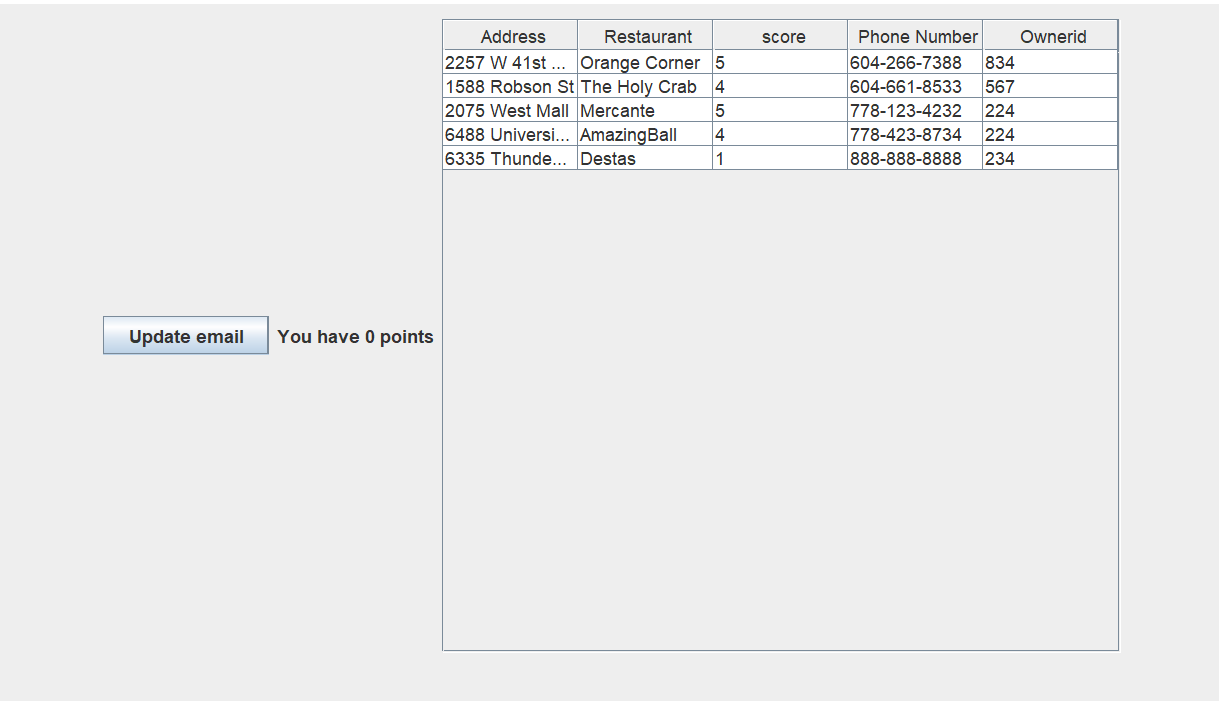 Address Restaurant score Phone Number Ownerid
2257 W 41st ... Orange Corner 5 604-266-7388 834
1588 Robson St The Holy Crab 4 604-661-8533 567
2075 West Mall Mercante 5 778-123-4232 224
6488 Universi... AmazingBall 4 778-423-8734 224
6335 Thunde... Destas 1 888-888-8888 234
Update email You have 0 points